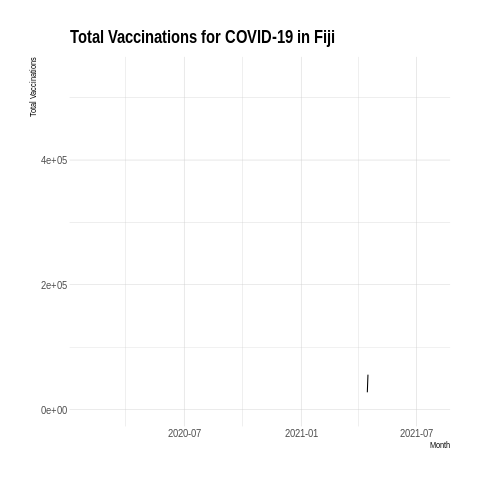 Total Vaccinations for COVID-19 in Fiji
Total Vaccinations
4e+05
2e+05
0e+00
2020-07
2021-01
2021-07
Month